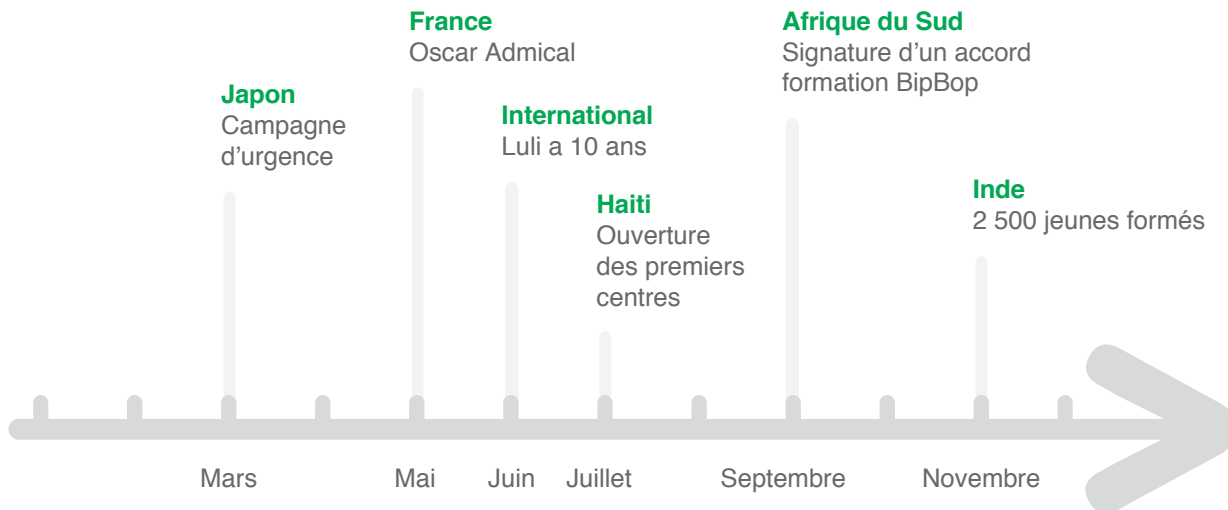 France
Oscar Admical
Afrique du Sud
Signature d’un accord
formation BipBop
Japon
Campagne
d’urgence
International
Luli a 10 ans
Haiti
Ouverture
des premiers
centres
Inde
2 500 jeunes formés
Mars
Mai
Juin
Juillet
Septembre
Novembre